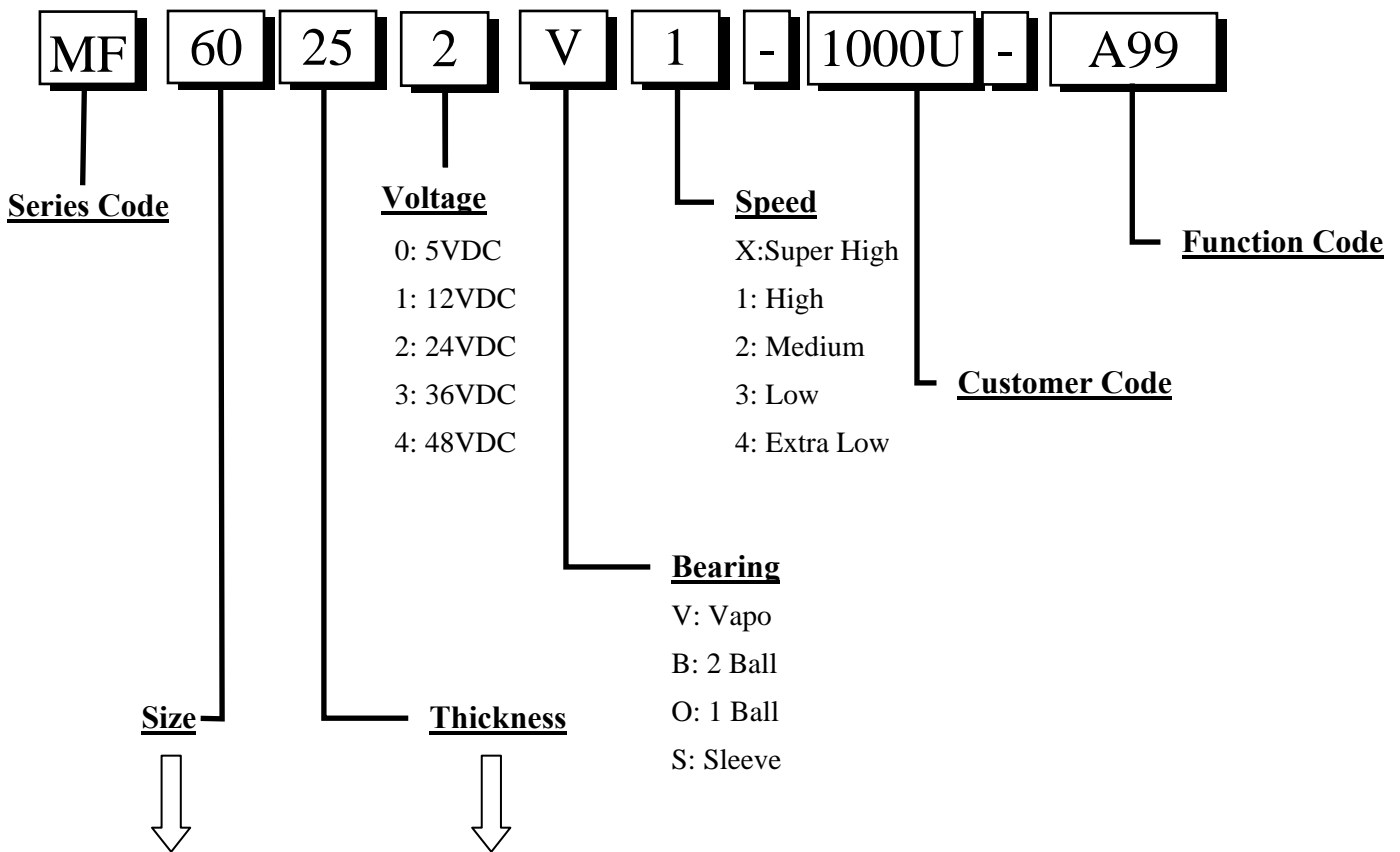 MF 60 25 2 V 1 - 1000U - A99
Series Code
Voltage
0: 5VDC
1: 12VDC
2: 24VDC
3: 36VDC
4: 48VDC
Speed
X:Super High
1: High
2: Medium
3: Low
4: Extra Low
Function Code
Customer Code
Bearing
V: Vapo
B: 2 Ball
O: 1 Ball
S: Sleeve
Size
Thickness